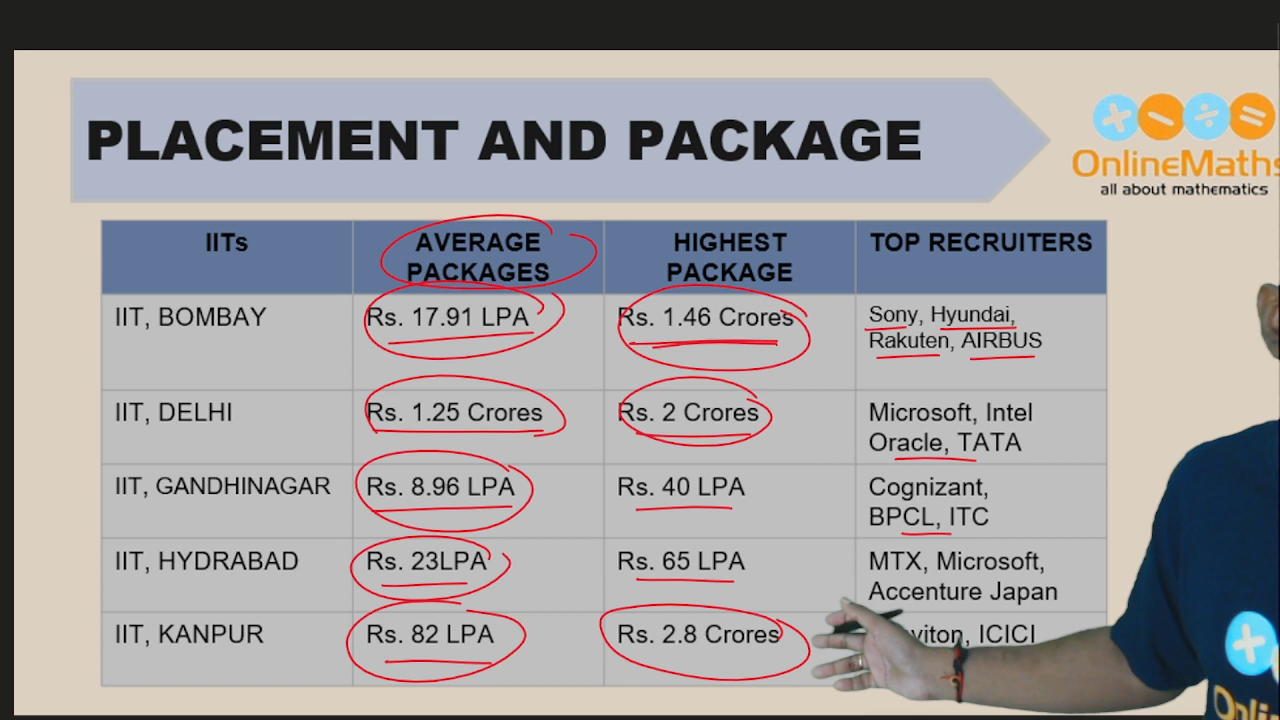 PLACEMENT AND PACKAGE
OnlineMaths
all about mathematics
IITs
AVERAGE
PACKAGES
HIGHEST
PACKAGE
TOP RECRUITERS
IIT, BOMBAY
Rs. 17.91 LPA
Rs. 1.46 Crores
Sony, Hyundai,
Rakuten, AIRBUS
IIT, DELHI
Rs. 1.25 Crores
Rs. 2 Crores
Microsoft, Intel
Oracle, TATA
IIT, GANDHINAGAR
Rs. 8.96 LPA
Rs. 40 LPA
Cognizant,
BPCL, ITC
IIT, HYDRABAD
Rs. 23LPA
Rs. 65 LPA
MTX, Microsoft,
Accenture Japan
IIT, KANPUR
Rs. 82 LPA
Rs. 2.8 Crores
ICICI